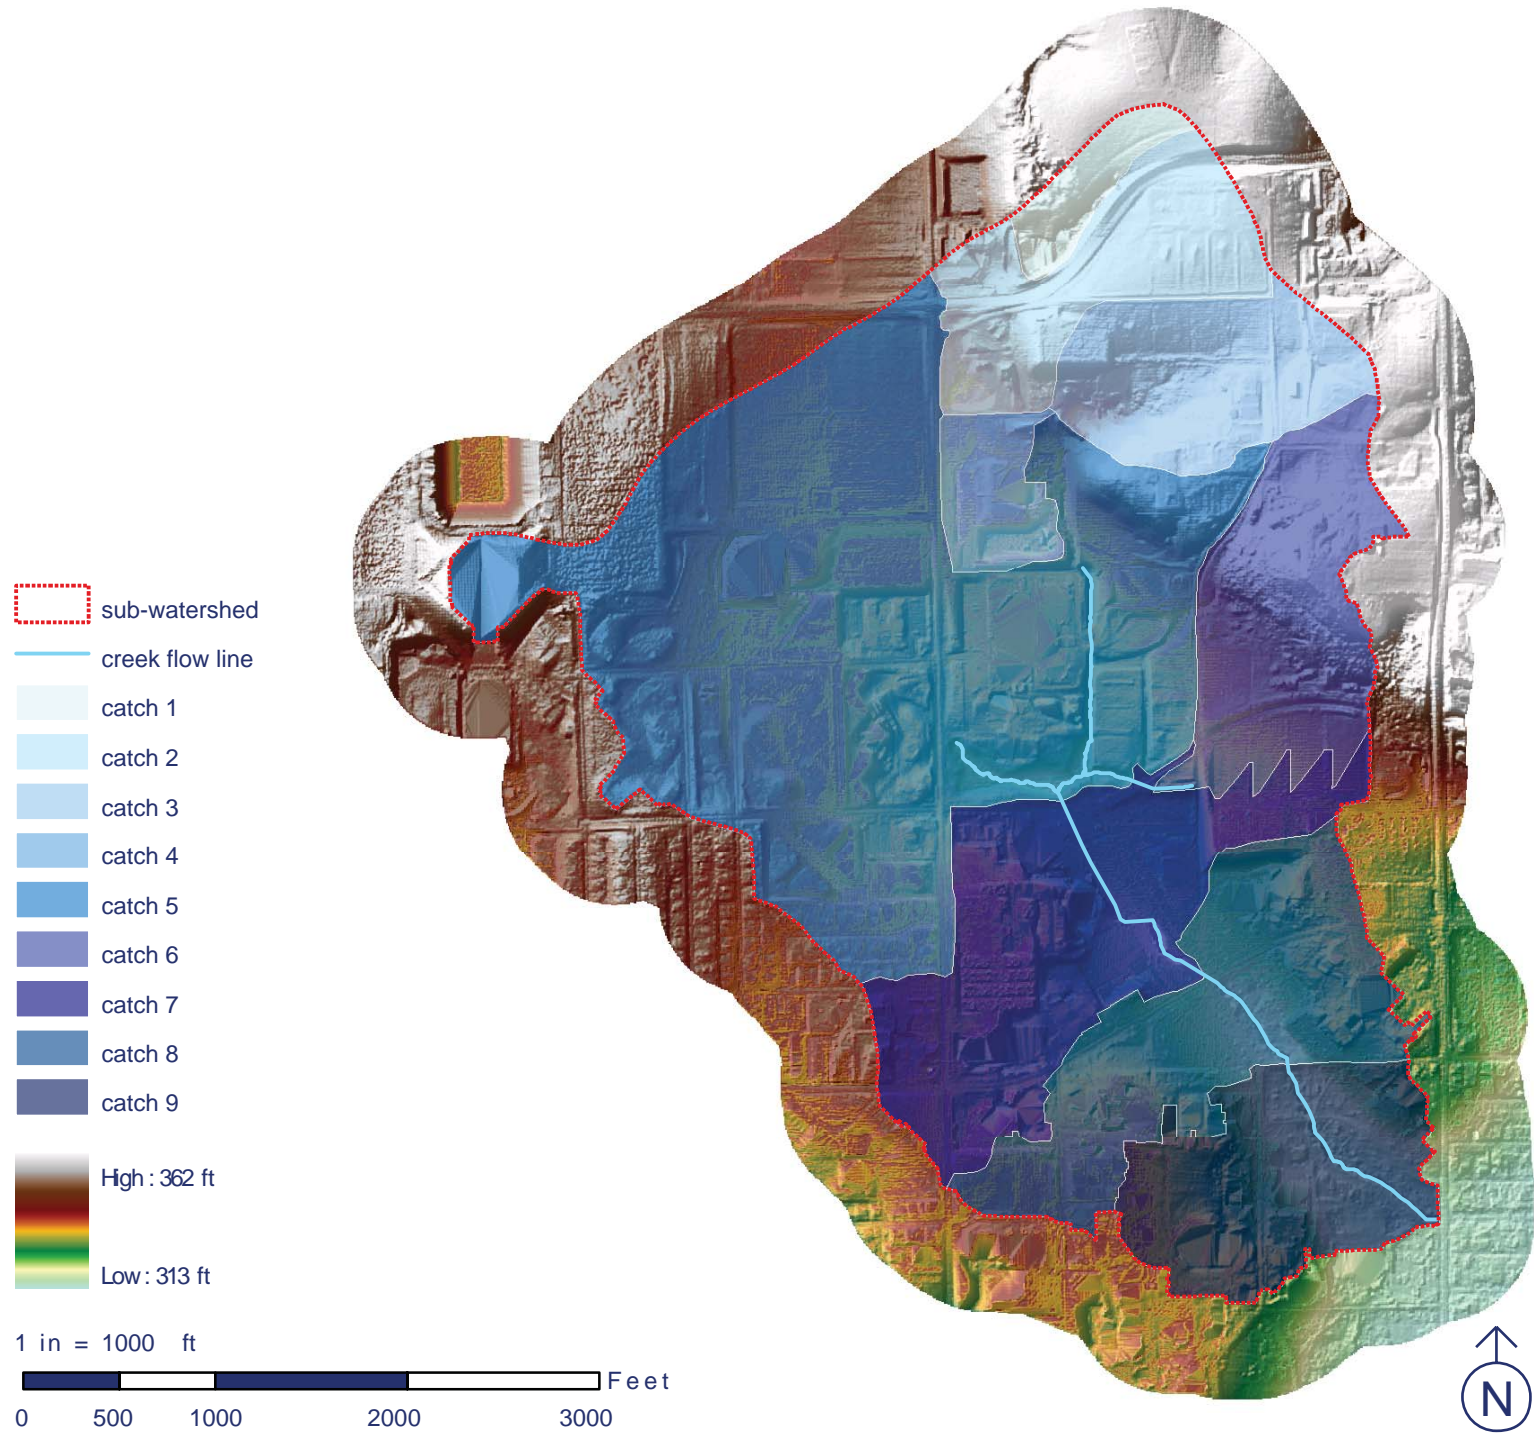 sub-watershed
creek flow line
catch 1
catch 2
catch 3
catch 4
catch 5
catch 6
catch 7
catch 8
catch 9
High : 362 ft
Low : 313 ft
1 in = 1000 ft
Feet
0 500 1000 2000 3000
N